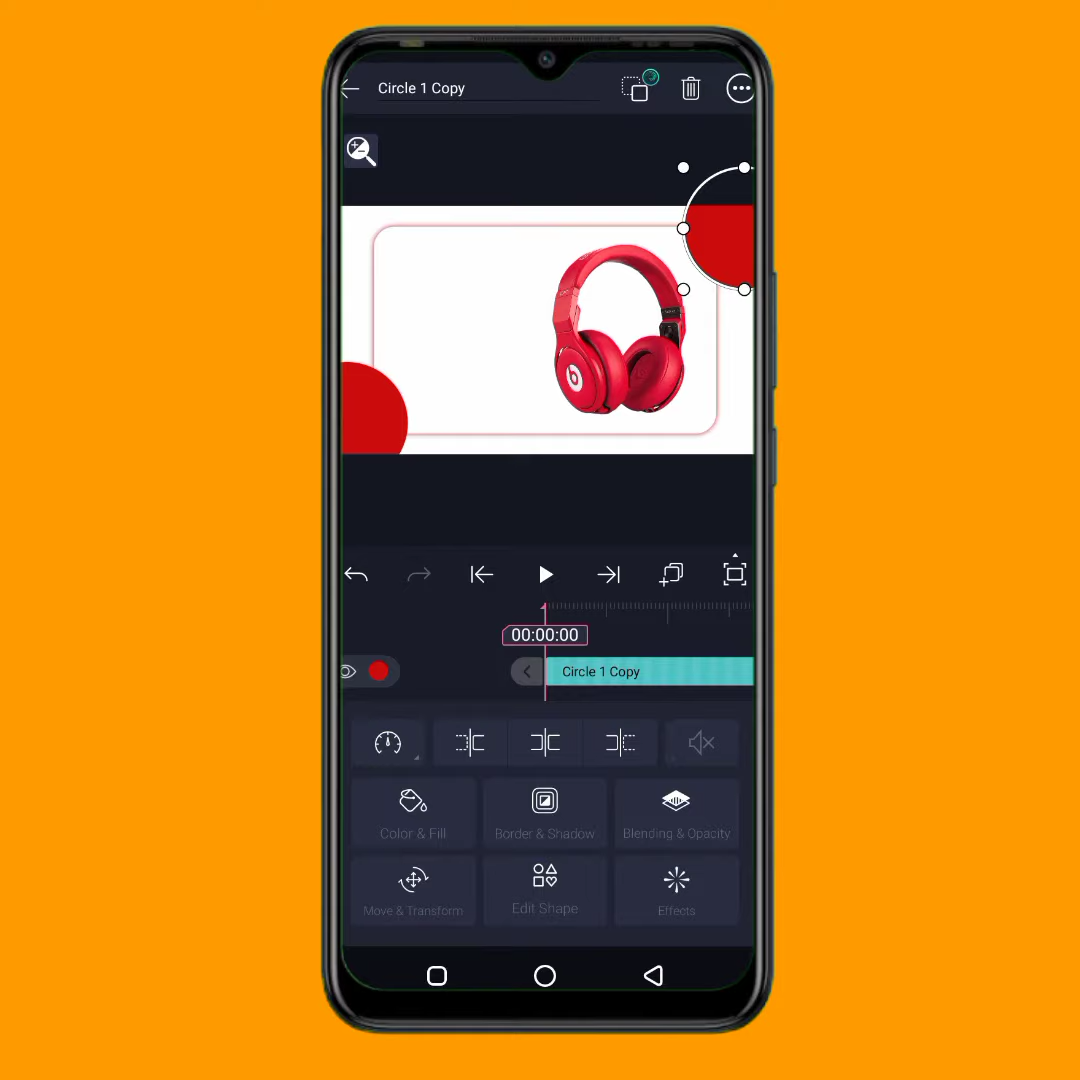 Circle 1 Copy
b
00:00:00
Circle 1 Copy
Color & Fill
Border & Shadow
Blending & Opacity
Move & Transform
Edit Shape
Effects